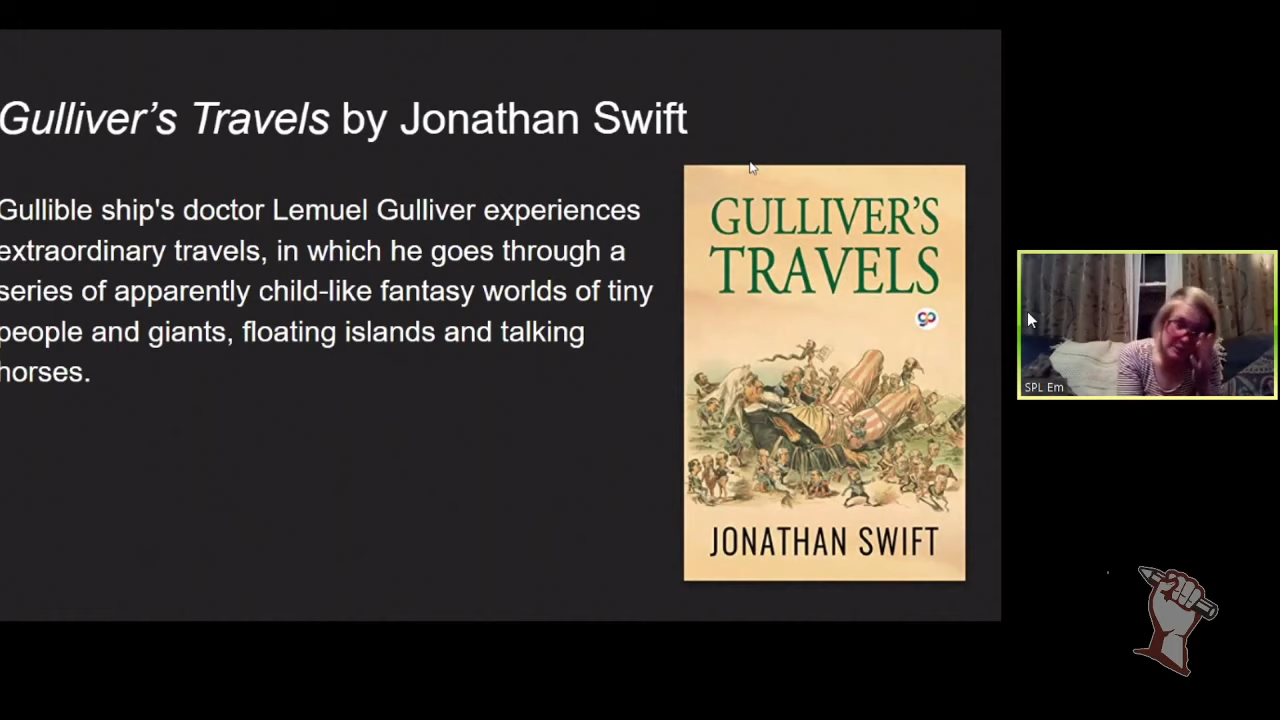 Gulliver’s Travels by Jonathan Swift
Gullible ship's doctor Lemuel Gulliver experiences
extraordinary travels, in which he goes through a
series of apparently child-like fantasy worlds of tiny
people and giants, floating islands and talking
horses.
GULLIVER’S
TRAVELS
go
JONATHAN SWIFT
SPL Em